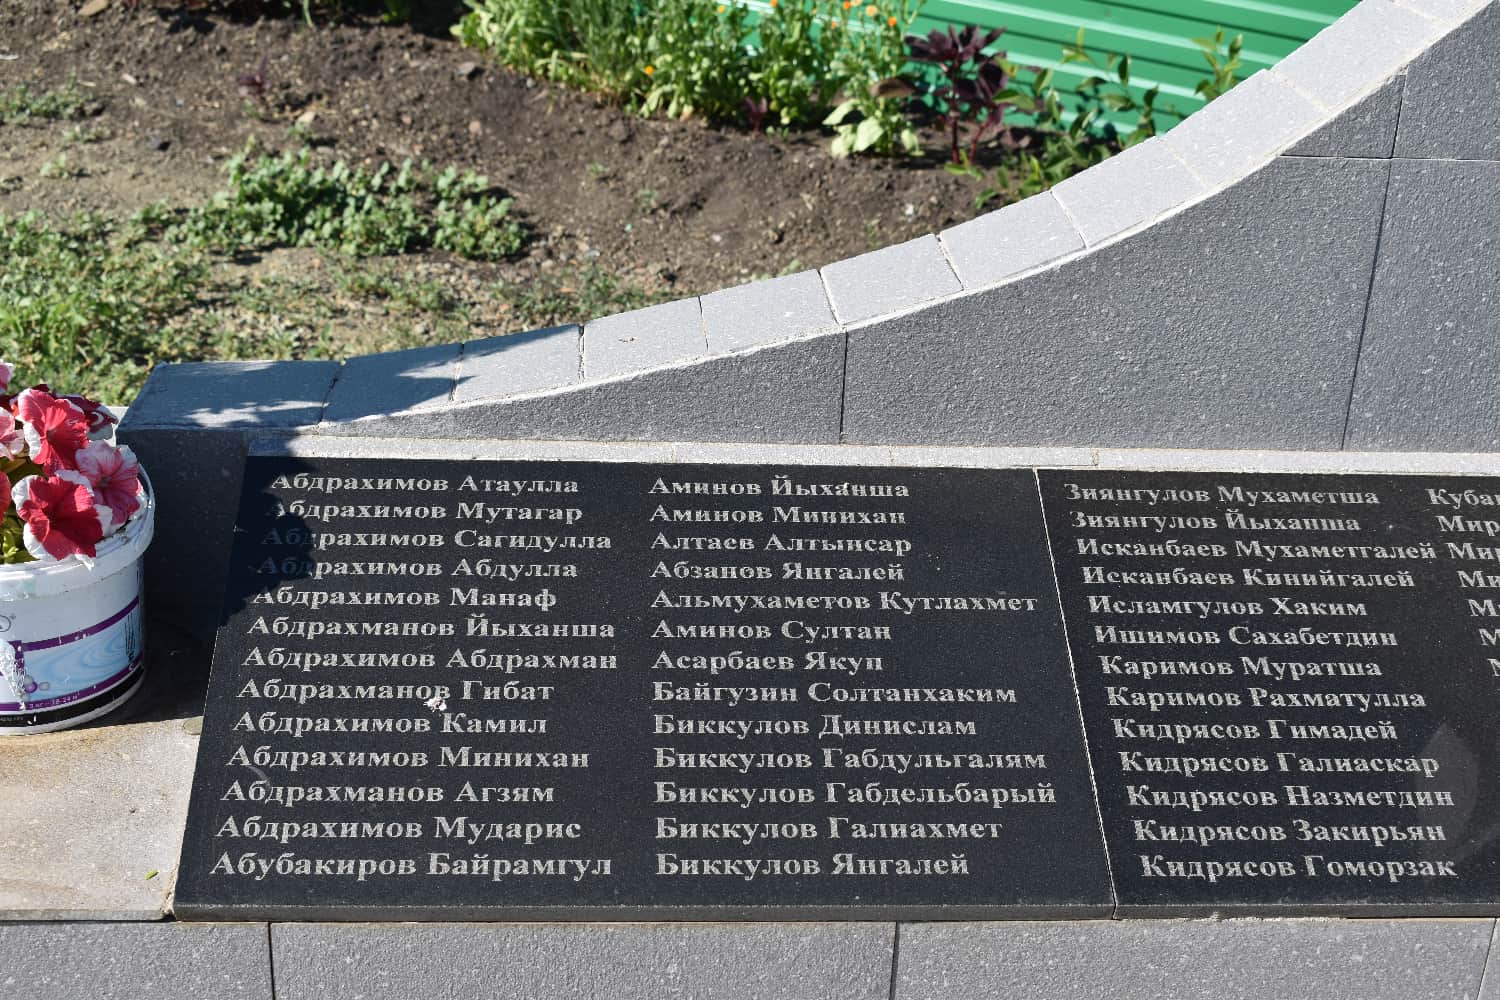 Абдрахимов Атаулла
Абдрахимов Мутагар
Абдрахимов Сагидулла
Абдрахимов Абдулла
Абдрахимов Манаф
Абдрахманов Йыханша
Абдрахимов Абдрахман
Абдрахманов Гибат
Абдрахимов Камил
Абдрахимов Минихан
Абдрахманов Агзям
Абдрахимов Мударис
Абубакиров Байрамгул
Аминов Йыханша
Аминов Минихан
Алтаев Алтынсар
Абзанов Янгалей
Альмухаметов Кутлахмет
Аминов Султан
Асарбаев Якуп
Байгузин Солтанхаким
Биккулов Динислам
Биккулов Габдульгалям
Биккулов Габдельбарый
Биккулов Галиахмет
Биккулов Янгалей
Зиянгулов Мухаметша
Зиянгулов Йыханша
Исканбаев Мухаметгалей
Исканбаев Кинийгалей
Исламгулов Хаким
Ишимов Сахабетдин
Каримов Муратша
Каримов Рахматулла
Кидрясов Гимадей
Кидрясов Галиаскар
Кидрясов Назметдин
Кидрясов Закирьян
Кидрясов Гоморзак